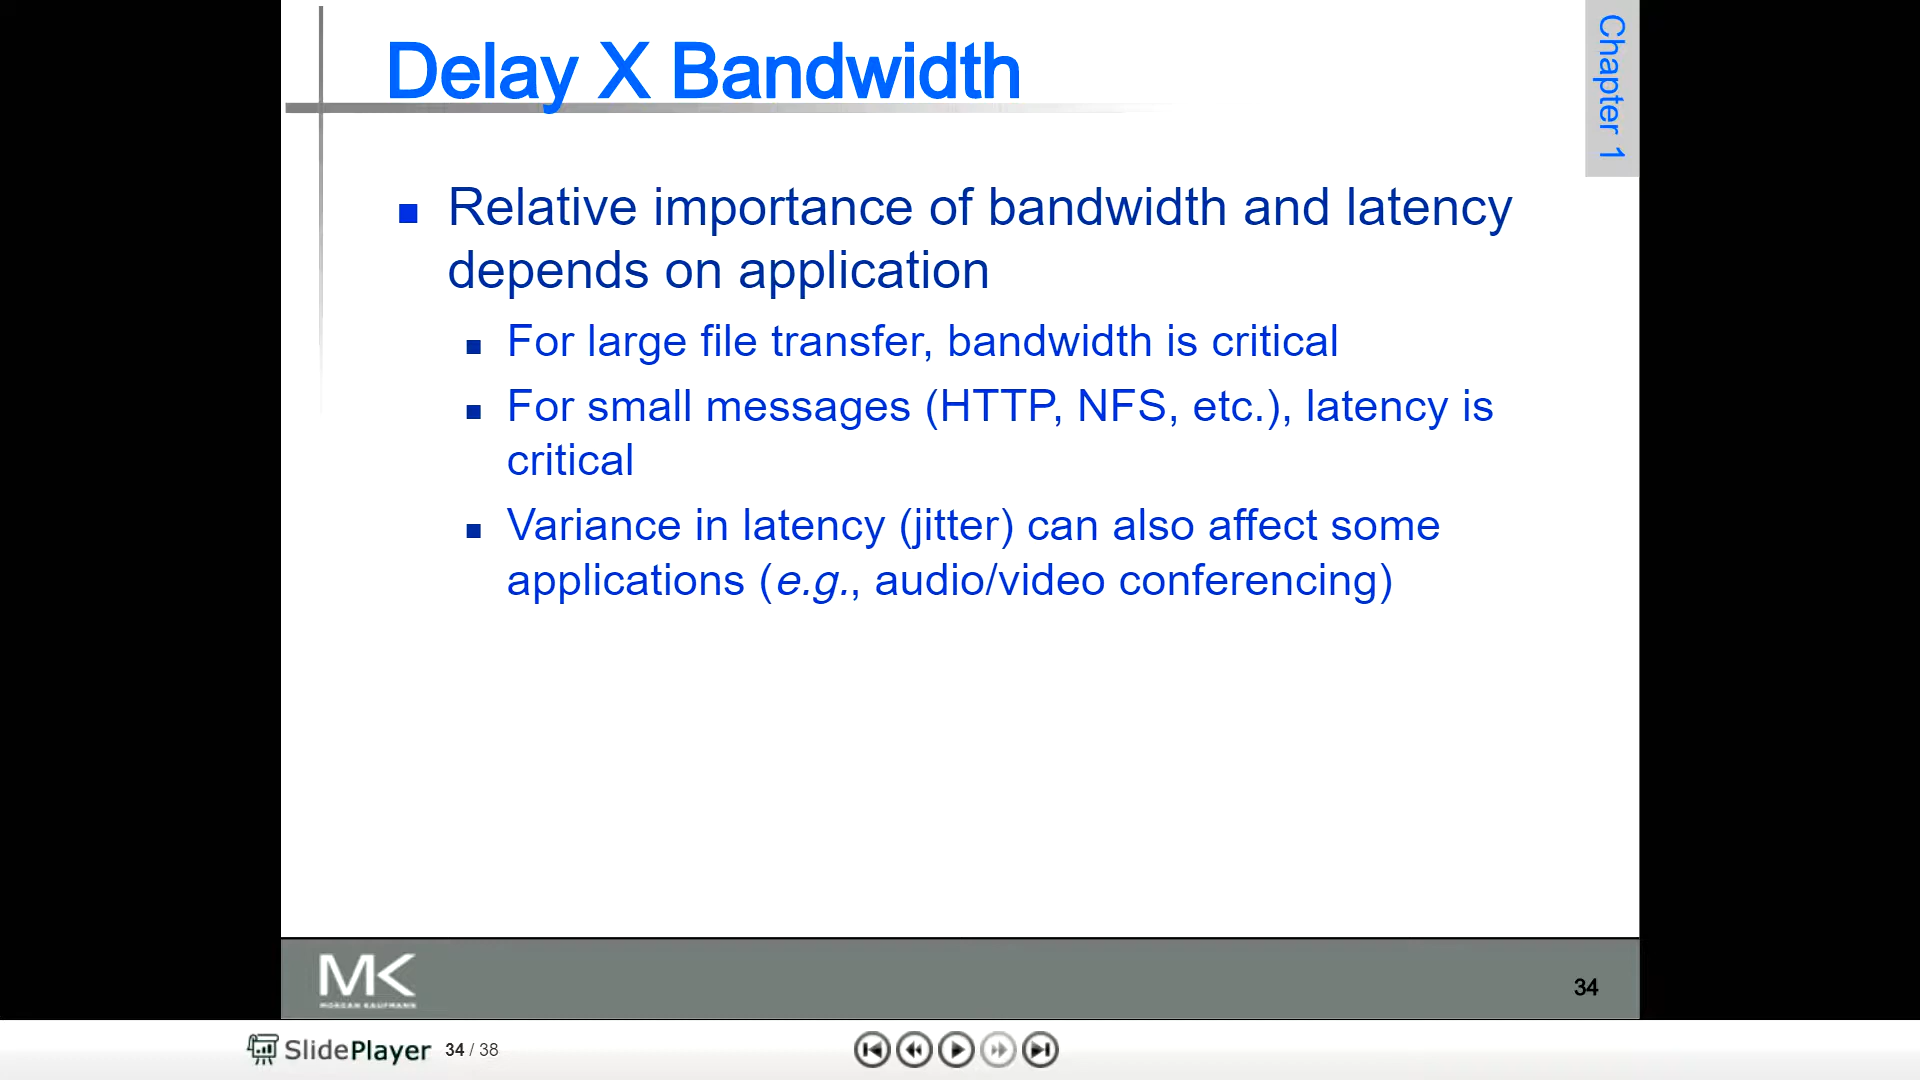 Delay X Bandwidth
Chapter 1
Relative importance of bandwidth and latency
depends on application
For large file transfer, bandwidth is critical
For small messages (HTTP, NFS, etc.), latency is
critical
Variance in latency (jitter) can also affect some
applications (e.g., audio/video conferencing)
MK
MORGAN KAUFMANN
34
SlidePlayer
34 / 38